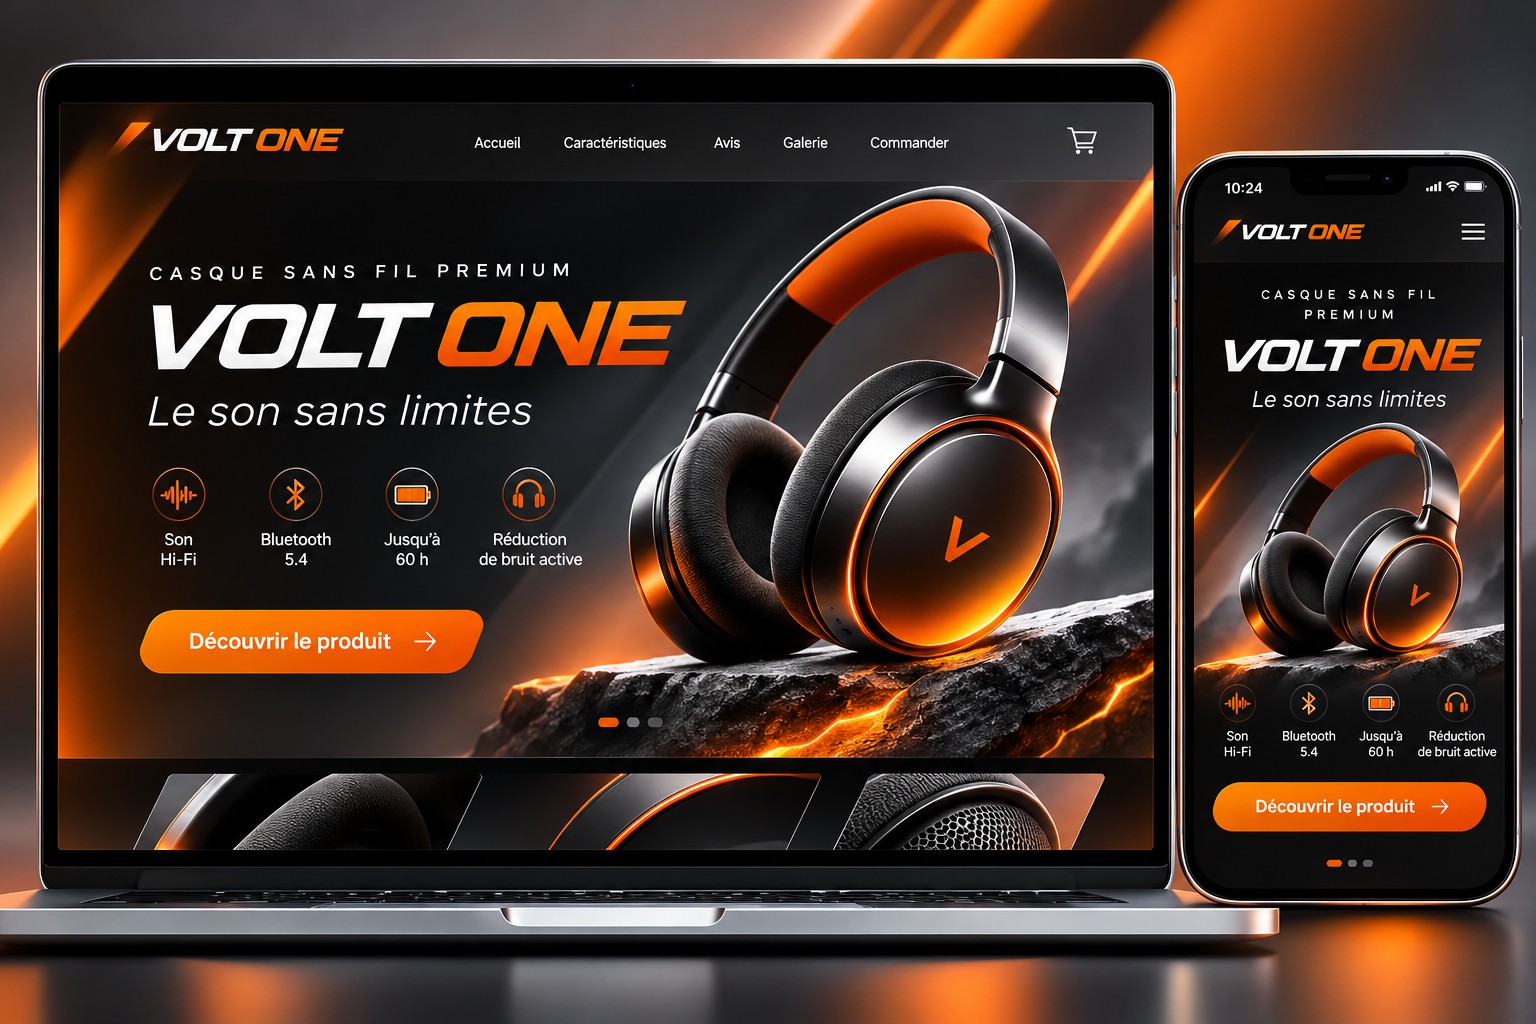 VOLT ONE
Accueil Caractéristiques Avis Galerie Commander
CASQUE SANS FIL PREMIUM
VOLT ONE
Le son sans limites
Son
Hi-Fi
Bluetooth
5.4
Jusqu'à
60 h
Réduction
de bruit active
Découvrir le produit
V
10:24
VOLT ONE
CASQUE SANS FIL
PREMIUM
VOLT ONE
Le son sans limites
V
Son
Hi-Fi
Bluetooth
5.4
Jusqu'à
60 h
Réduction
de bruit active
Découvrir le produit